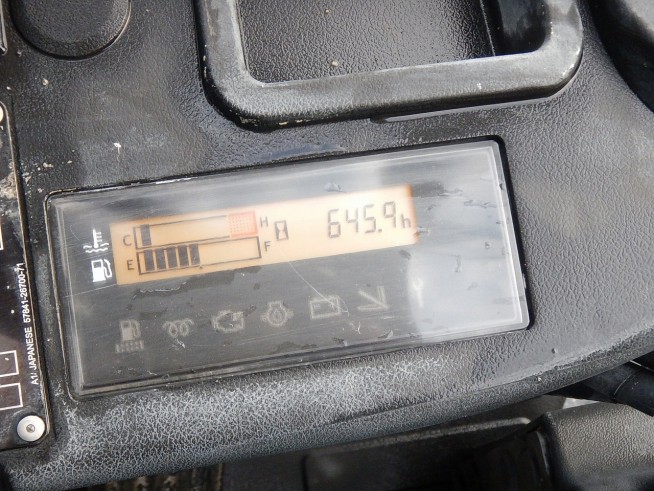 C H
645.9h
E F
A1/ JAPANESE 57841-26700-71